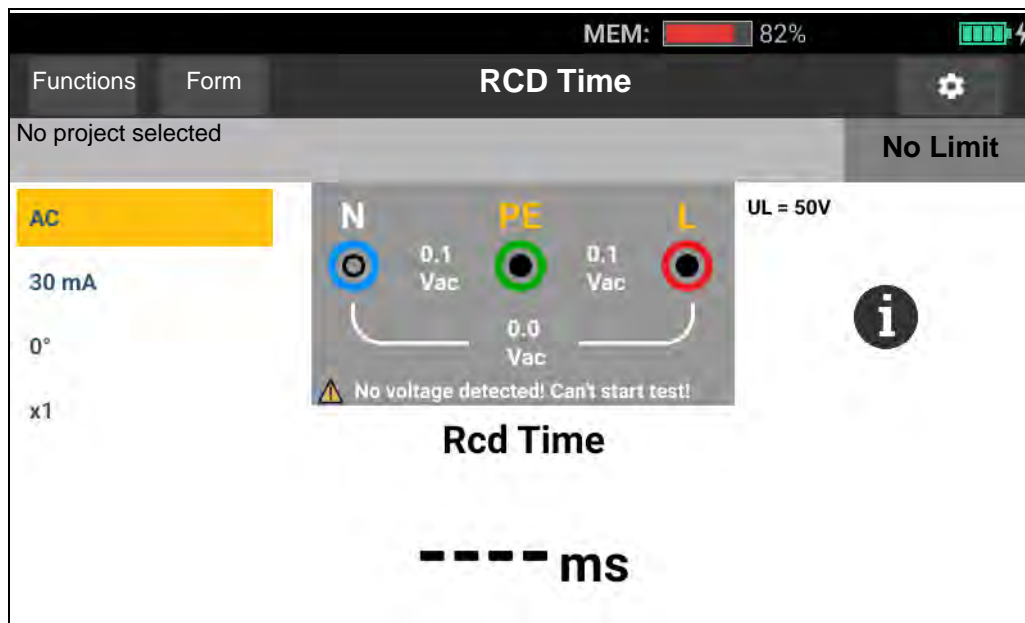 MEM: 82%
Functions Form RCD Time
No project selected
No Limit
AC
30 mA
0°
x1
N PE L
0.1 Vac
0.1 Vac
0.0 Vac
No voltage detected! Can't start test!
UL = 50V
i
Rcd Time
---- ms